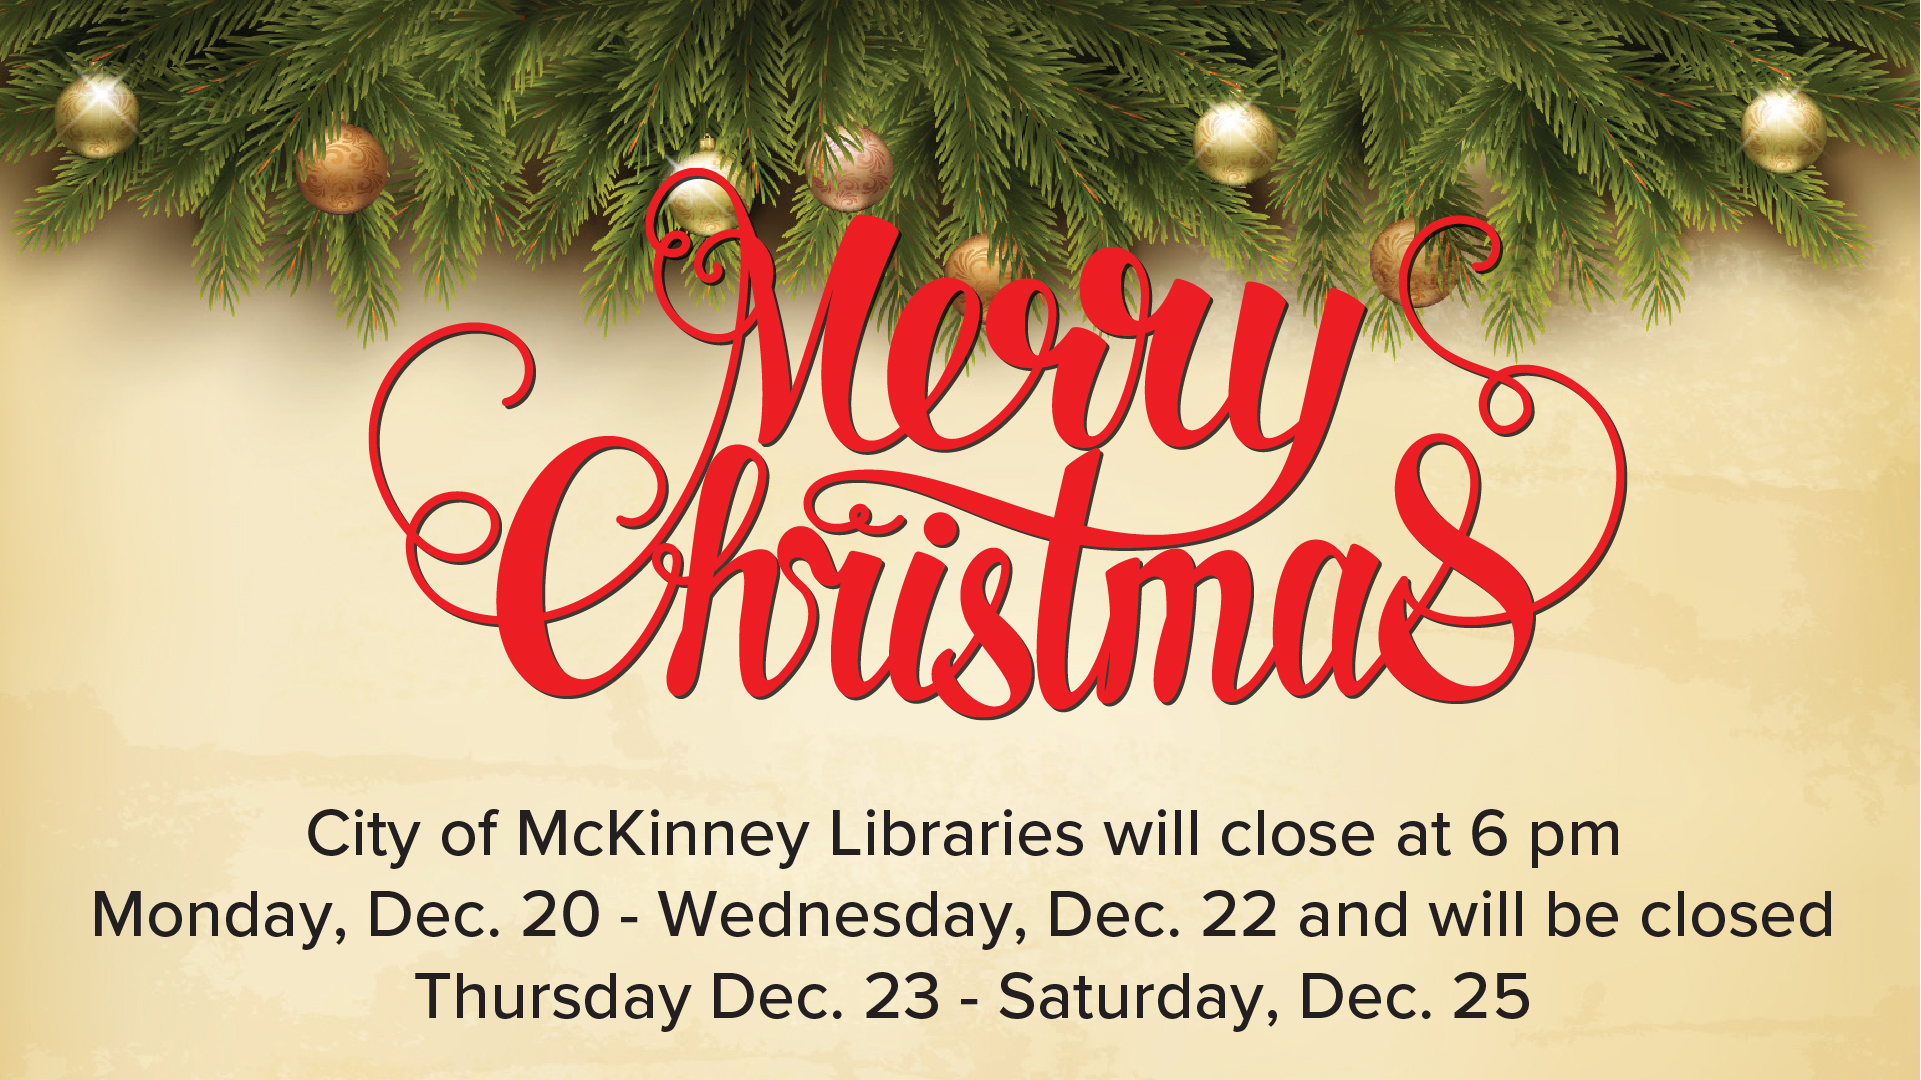 Merry
Christmas
City of McKinney Libraries will close at 6 pm
Monday, Dec. 20 - Wednesday, Dec. 22 and will be closed
Thursday Dec. 23 - Saturday, Dec. 25